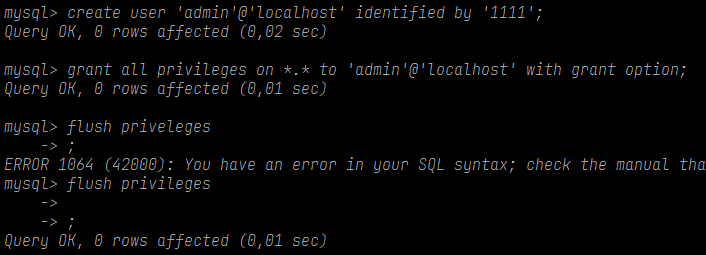 mysql> create user 'admin'@'localhost' identified by '1111';
Query OK, 0 rows affected (0,02 sec)
mysql> grant all privileges on *.* to 'admin'@'localhost' with grant option;
Query OK, 0 rows affected (0,01 sec)
mysql> flush priveleges
-> ;
ERROR 1064 (42000): You have an error in your SQL syntax; check the manual tha
mysql> flush privileges
->
-> ;
Query OK, 0 rows affected (0,01 sec)